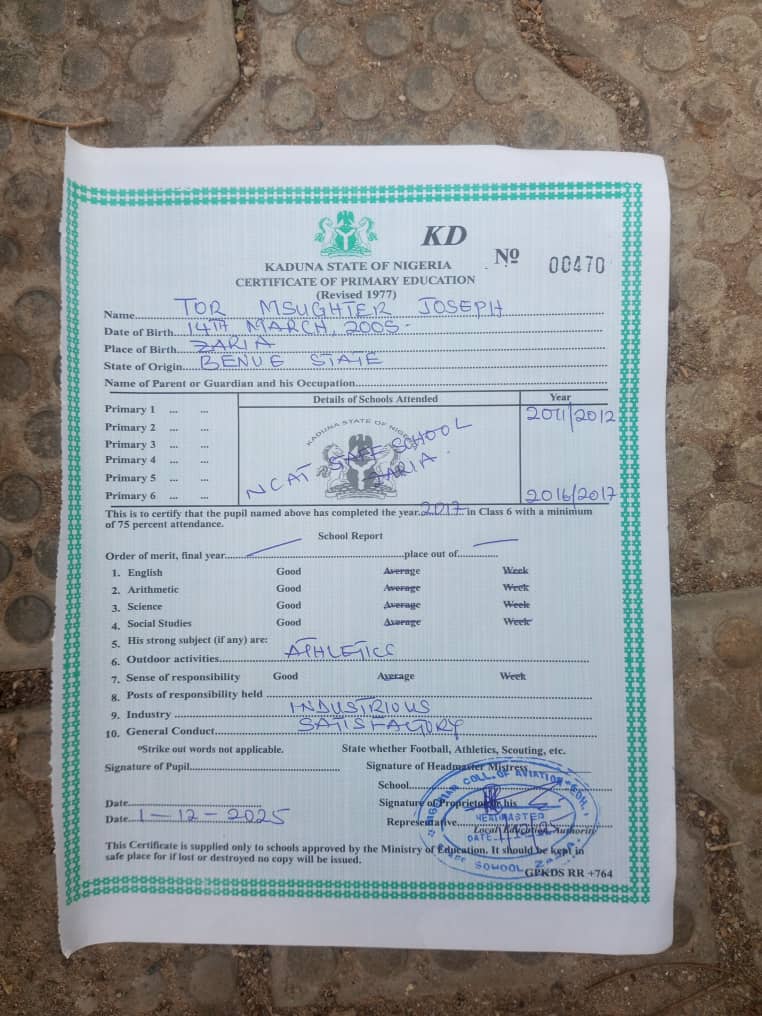 KD
Nº 00470
KADUNA STATE OF NIGERIA
CERTIFICATE OF PRIMARY EDUCATION
(Revised 1977)
Name TOR MSUGHTER JOSEPH
Date of Birth 14TH MARCH, 2005.
Place of Birth ZARIA
State of Origin BENUE STATE
Name of Parent or Guardian and his Occupation
Details of Schools Attended Year
Primary 1 ... ... 2011/2012
Primary 2 ... ...
KADUNA STATE OF
Primary 3 ... ...
Primary 4 ... ...
NCAT STAFF SCHOOL
ZARIA.
Primary 5 ... ...
Primary 6 ... ... 2016/2017
This is to certify that the pupil named above has completed the year 2017 in Class 6 with a minimum
of 75 percent attendance.
School Report
Order of merit, final year place out of
1. English Good Average Week
2. Arithmetic Good Average Week
3. Science Good Average Week
4. Social Studies Good Average Week
5. His strong subject (if any) are:
6. Outdoor activities ATHLETICS
7. Sense of responsibility Good Average Week
8. Posts of responsibility held
9. Industry INDUSTRIOUS
10. General Conduct SATISFACTORY
*Strike out words not applicable. State whether Football, Athletics, Scouting, etc.
Signature of Pupil Signature of Headmaster Mistress
School
Date Signature of Proprietor his
Date 1-12-2025 Representative
Local Education Authority
NIGERIAN COLL. OF AVIATION
HEADMASTER
DATE
SCHOOL ZARIA.
This Certificate is supplied only to schools approved by the Ministry of Education. It should be kept in
safe place for if lost or destroyed no copy will be issued.
GPKDS RR +764